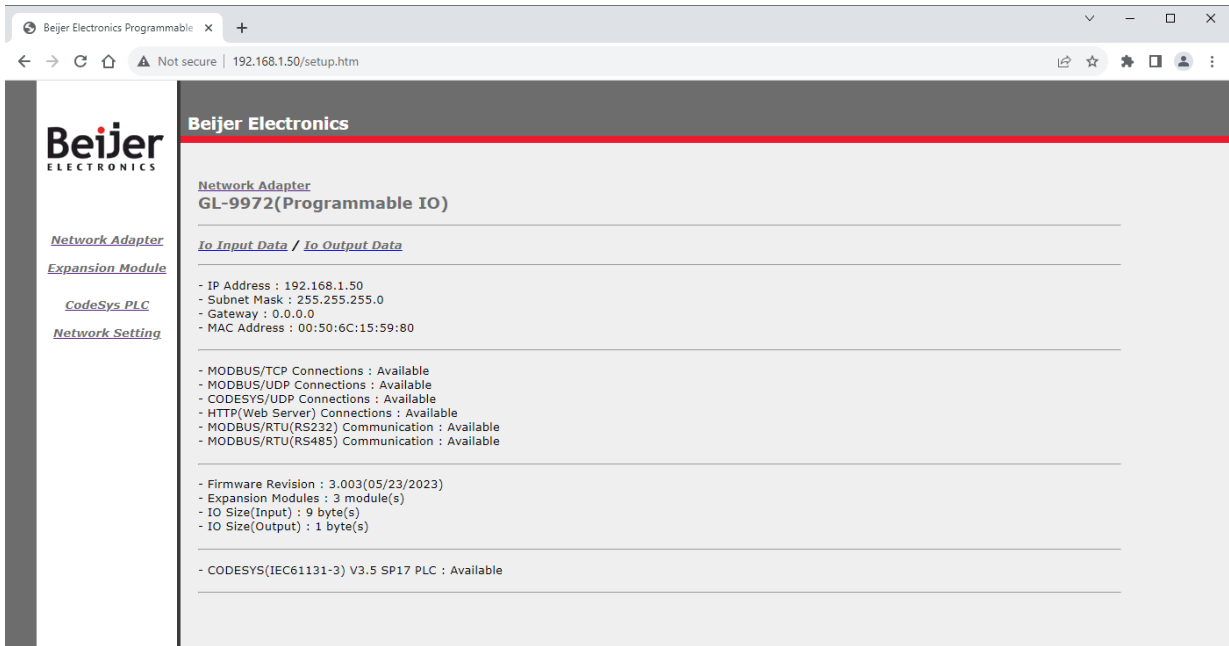 Beijer Electronics Programmable
Not secure | 192.168.1.50/setup.htm
Beijer
ELECTRONICS
Beijer Electronics
Network Adapter
Expansion Module
CodeSys PLC
Network Setting
Network Adapter
GL-9972(Programmable IO)
Io Input Data / Io Output Data
- IP Address : 192.168.1.50
- Subnet Mask : 255.255.255.0
- Gateway : 0.0.0.0
- MAC Address : 00:50:6C:15:59:80
- MODBUS/TCP Connections : Available
- MODBUS/UDP Connections : Available
- CODESYS/UDP Connections : Available
- HTTP(Web Server) Connections : Available
- MODBUS/RTU(RS232) Communication : Available
- MODBUS/RTU(RS485) Communication : Available
- Firmware Revision : 3.003(05/23/2023)
- Expansion Modules : 3 module(s)
- IO Size(Input) : 9 byte(s)
- IO Size(Output) : 1 byte(s)
- CODESYS(IEC61131-3) V3.5 SP17 PLC : Available